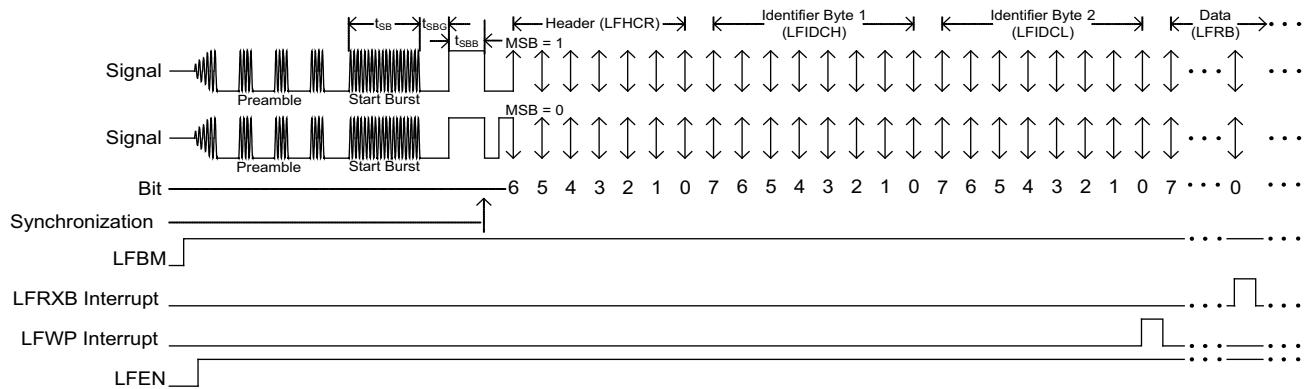 tSB tSBG Header (LFHCR) Identifier Byte 1 (LFIDCH) Identifier Byte 2 (LFIDCL) Data (LFRB)
tSBB MSB = 1
Signal
Preamble Start Burst
MSB = 0
Signal
Preamble Start Burst
Bit 6 5 4 3 2 1 0 7 6 5 4 3 2 1 0 7 6 5 4 3 2 1 0 7 0
Synchronization
LFBM
LFRXB Interrupt
LFWP Interrupt
LFEN